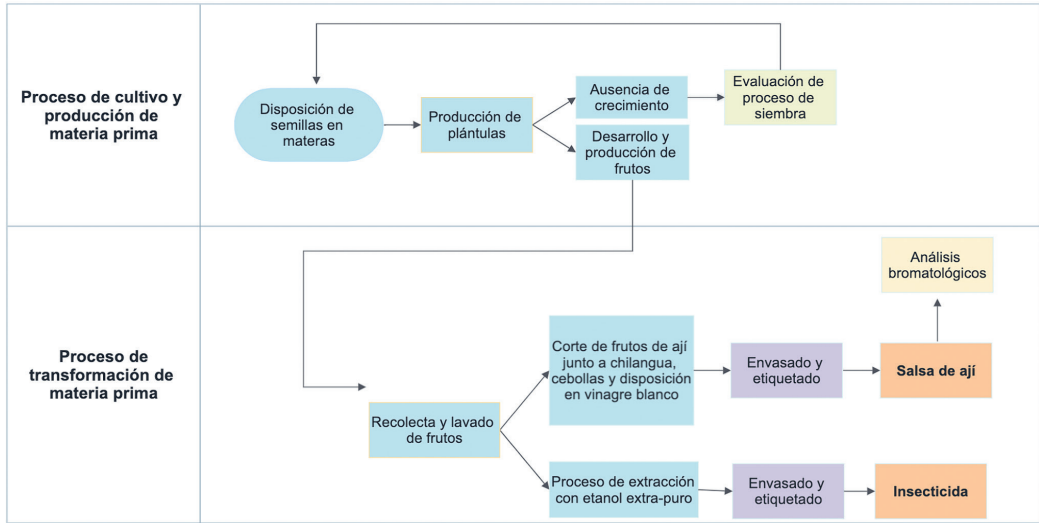 Proceso de cultivo y
producción de
materia prima
Disposición de
semillas en
materas
Producción de
plántulas
Ausencia de
crecimiento
Evaluación de
proceso de
siembra
Desarrollo y
producción de
frutos
Proceso de
transformación de
materia prima
Recolecta y lavado
de frutos
Corte de frutos de ají
junto a chilangua,
cebollas y disposición
en vinagre blanco
Envasado y
etiquetado
Salsa de ají
Análisis
bromatológicos
Proceso de extracción
con etanol extra-puro
Envasado y
etiquetado
Insecticida